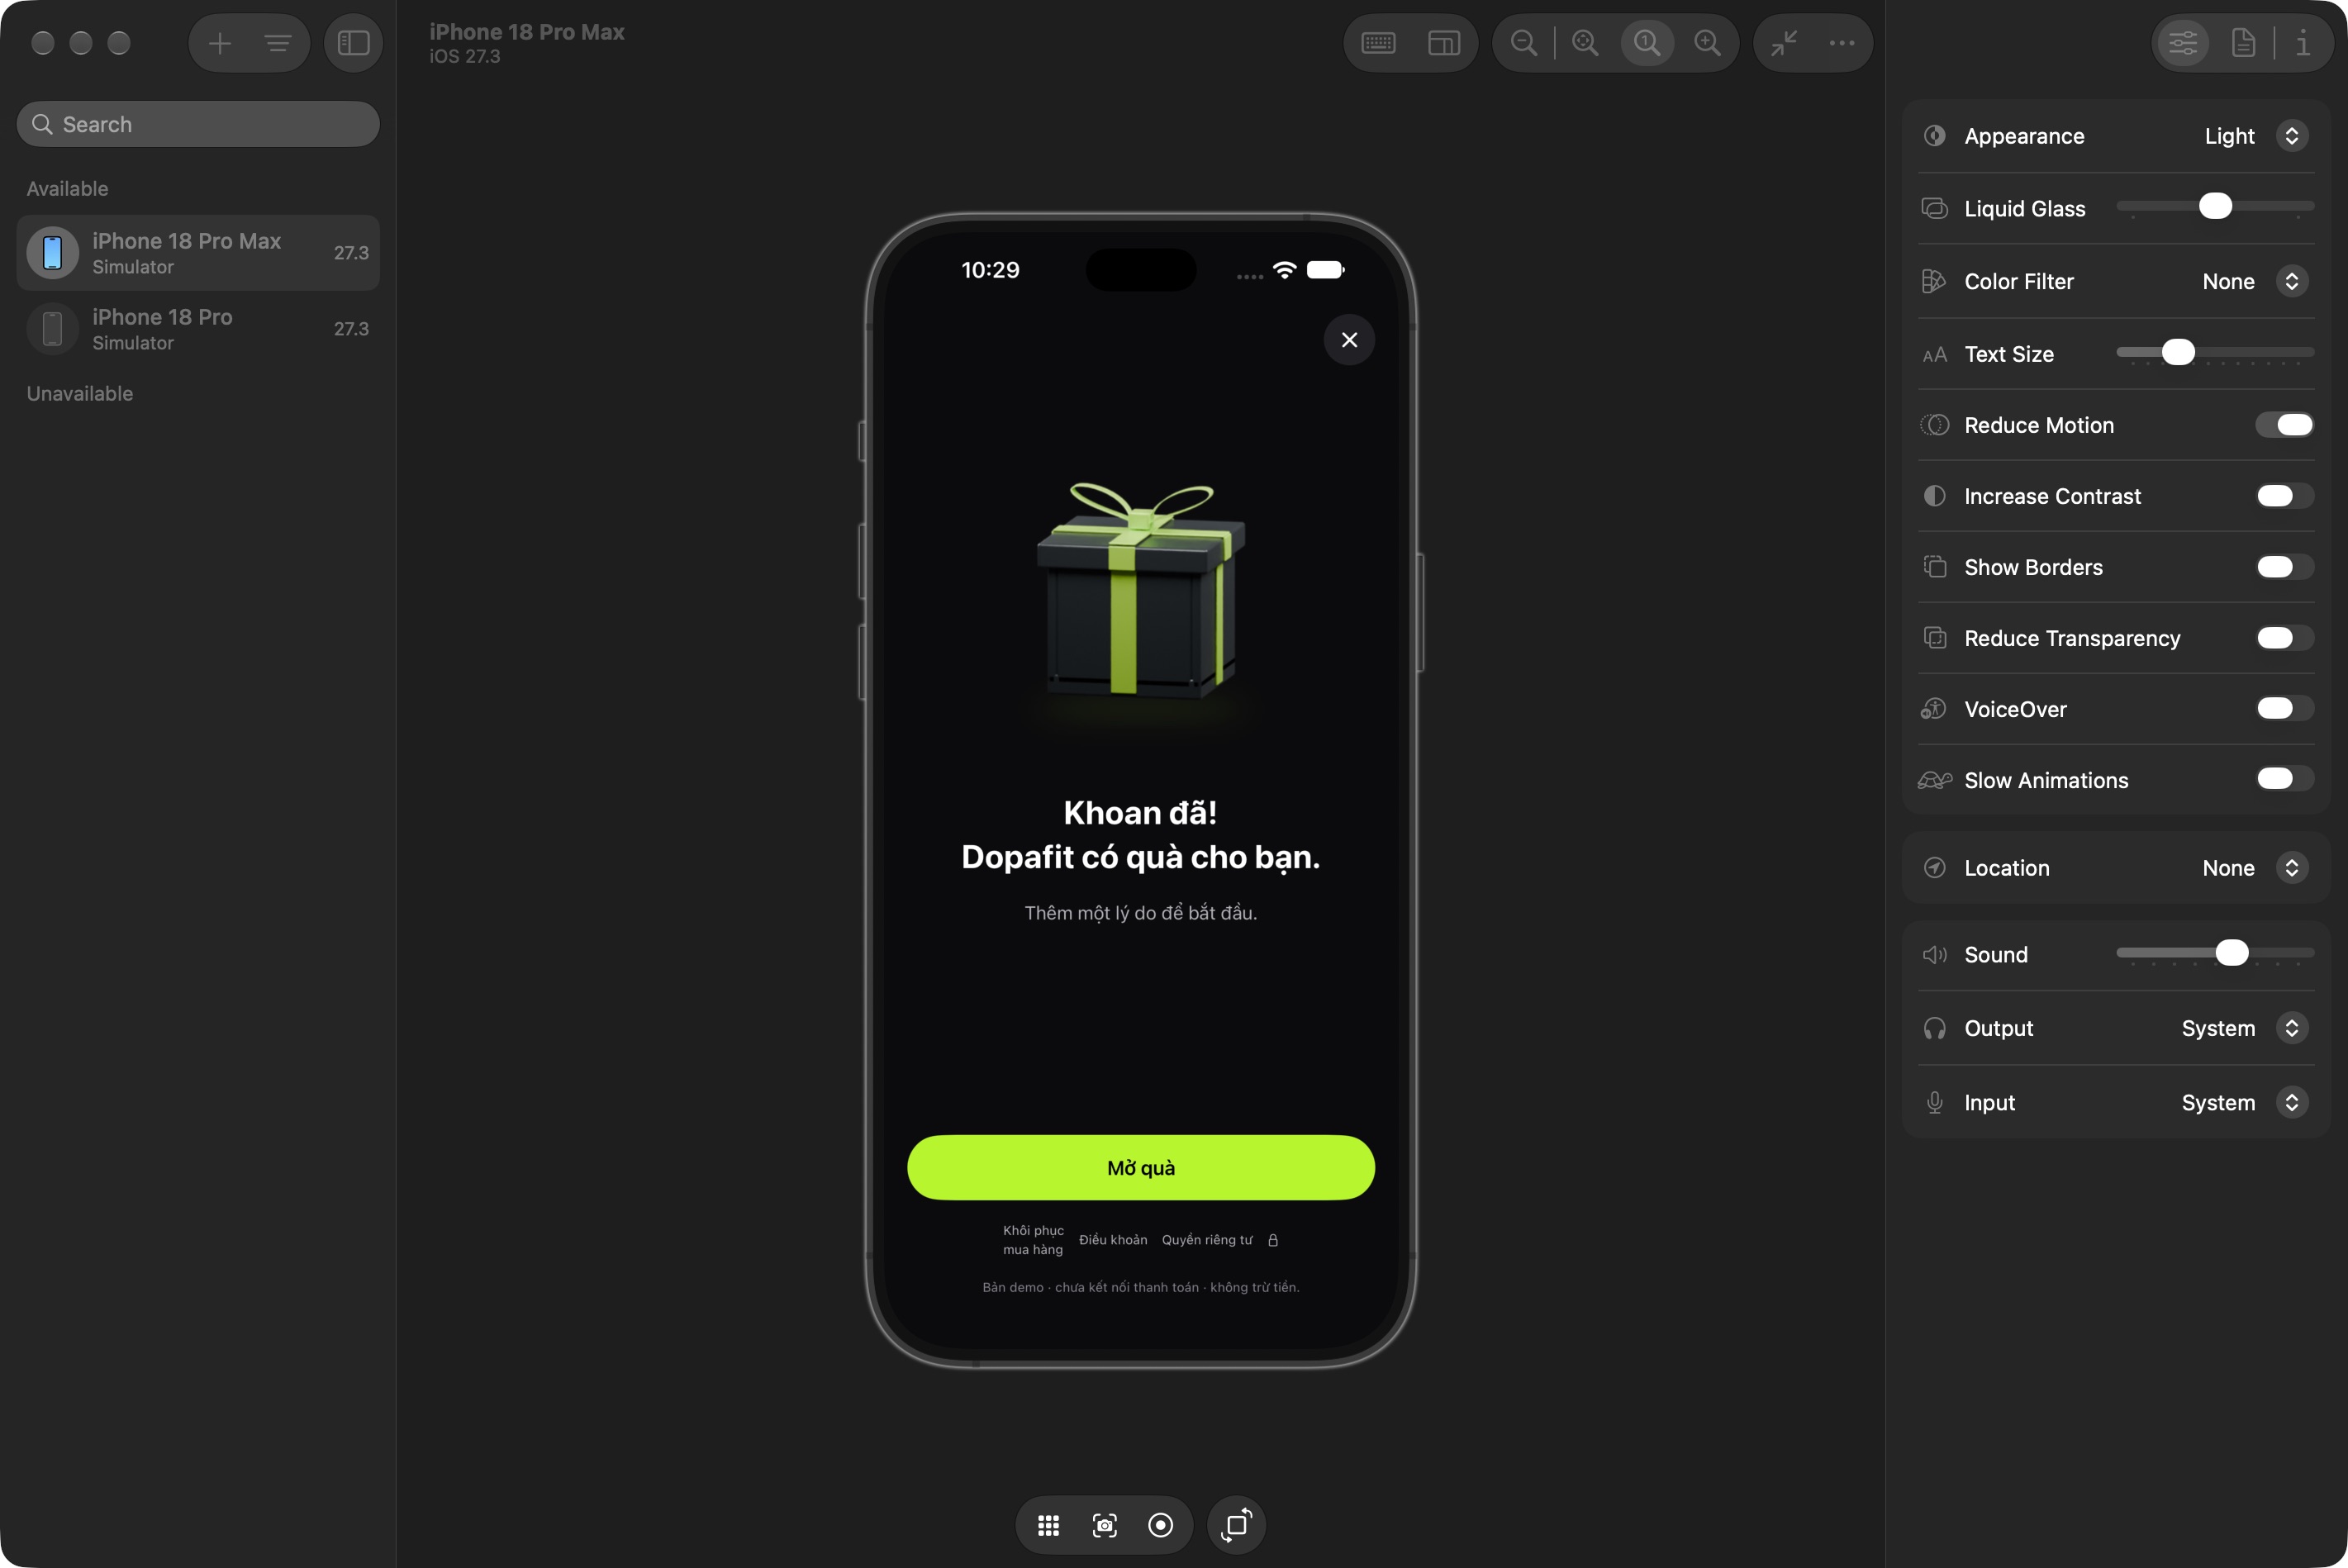 iPhone 18 Pro Max
iOS 27.3
Search
Available
iPhone 18 Pro Max
Simulator
27.3
iPhone 18 Pro
Simulator
27.3
Unavailable
10:29
Khoan đã!
Dopafit có quà cho bạn.
Thêm một lý do để bắt đầu.
Mở quà
Khôi phục
mua hàng
Điều khoản
Quyền riêng tư
Bản demo · chưa kết nối thanh toán · không trừ tiền.
Appearance
Light
Liquid Glass
Color Filter
None
AA
Text Size
Reduce Motion
Increase Contrast
Show Borders
Reduce Transparency
VoiceOver
Slow Animations
Location
None
Sound
Output
System
Input
System